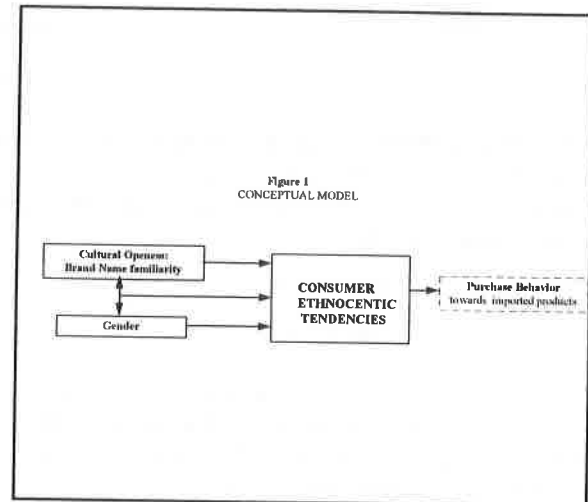 Figure 1
CONCEPTUAL MODEL
Cultural Openess:
Brand Name familiarity
CONSUMER
ETHNOCENTIC
TENDENCIES
Purchase Behavior
towards imported products
Gender